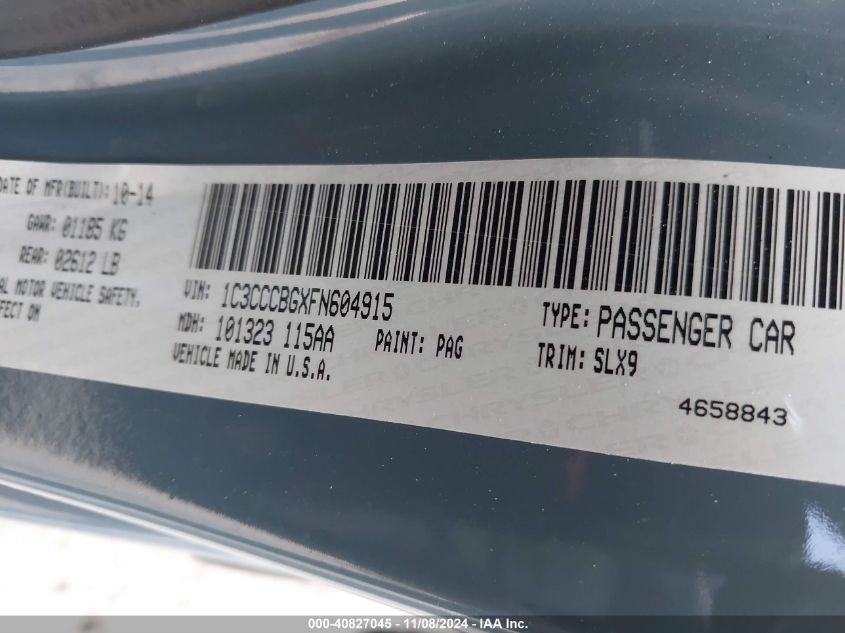 DATE OF MFR(BUILT): 10-14
GAWR: 01185 KG
REAR: 02612 LB
MOTOR VEHICLE SAFETY,
ON
VIN: 1C3CCCBGXFN604915
TYPE: PASSENGER CAR
MDH: 101323 115AA
PAINT: PAG
TRIM: SLX9
VEHICLE MADE IN U.S.A.
4658843
CHRYSLER
000-40827045 - 11/08/2024 - IAA Inc.